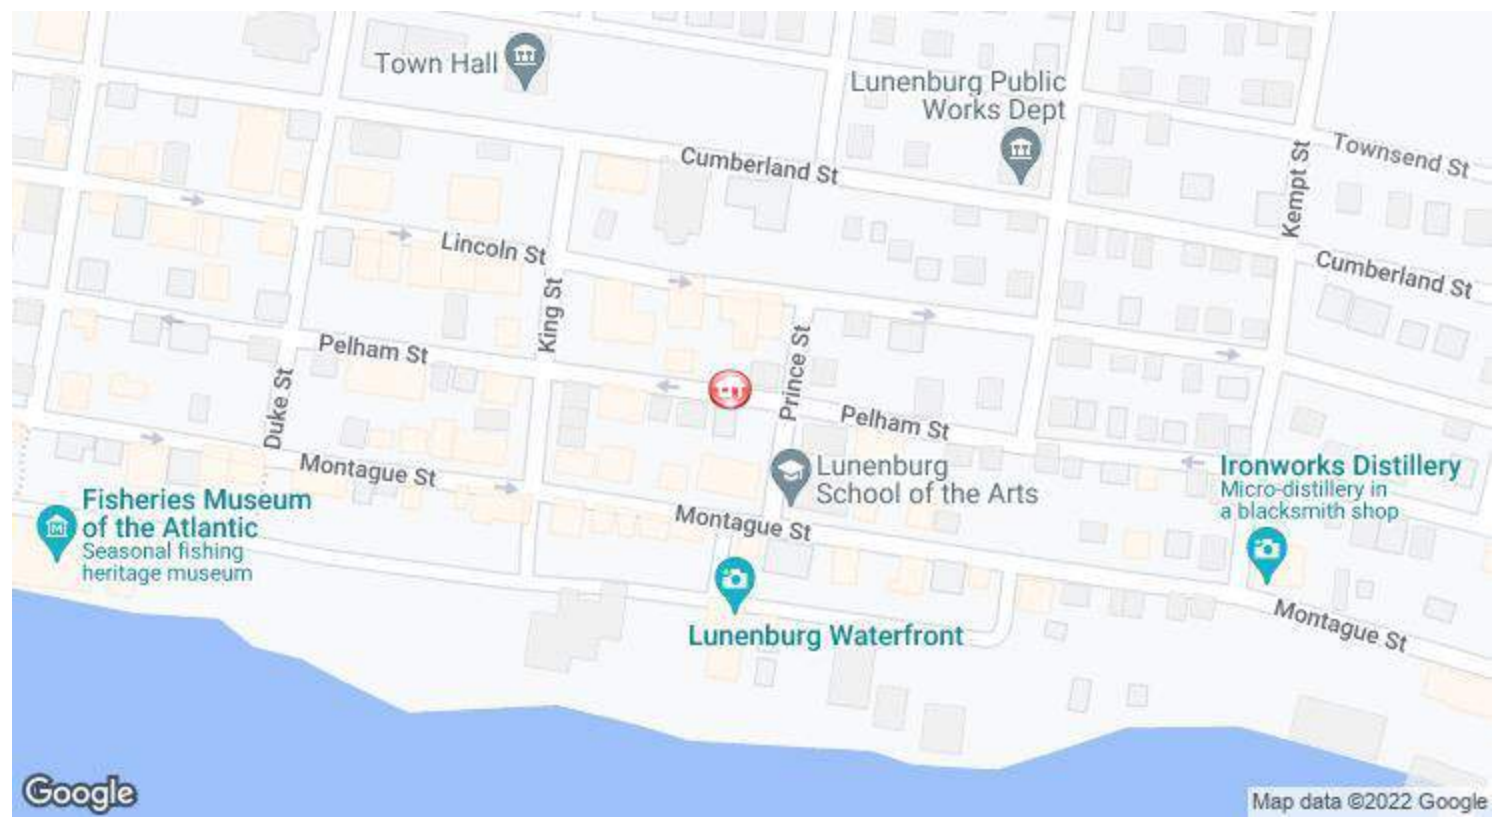 Town Hall
Lunenburg Public
Works Dept
Townsend St
Cumberland St
Kempt St
Lincoln St
Cumberland St
King St
Pelham St
Prince St
Duke St
Pelham St
Montague St
Lunenburg
School of the Arts
Ironworks Distillery
Micro-distillery in
a blacksmith shop
Fisheries Museum
of the Atlantic
Seasonal fishing
heritage museum
M
Montague St
Lunenburg Waterfront
Montague St
Google
Map data ©2022 Google